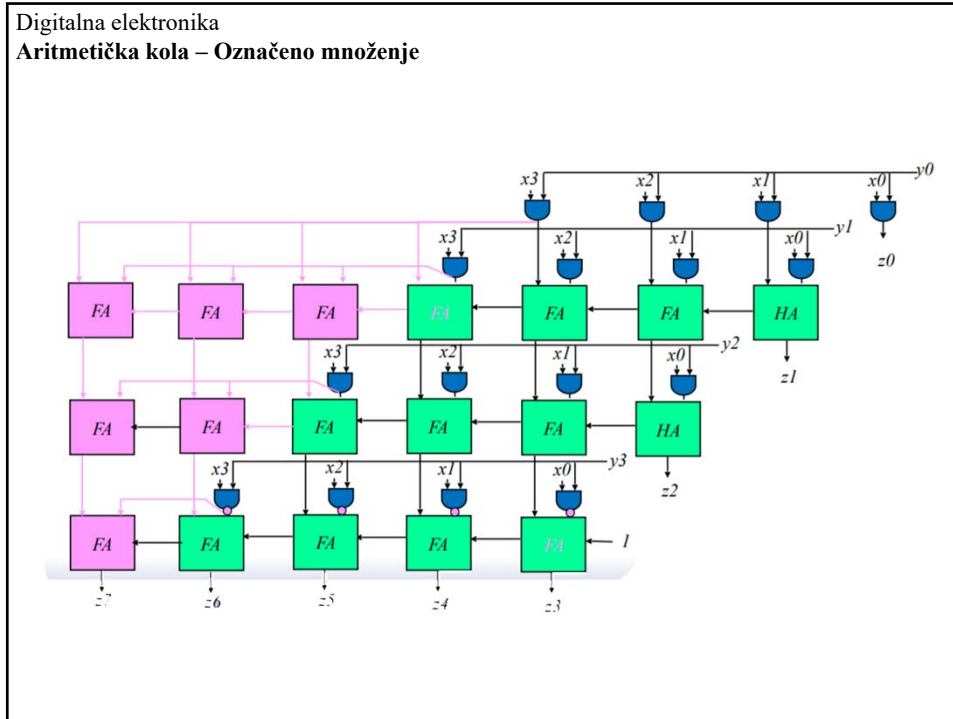 Digitalna elektronika
Aritmetička kola – Označeno množenje
x3 x2 x1 x0 y0
x3 x2 x1 x0 y1
z0
FA FA FA FA FA FA HA
x3 x2 x1 x0 y2
z1
FA FA FA FA FA HA
x3 x2 x1 x0 y3
z2
FA FA FA FA FA 1
z7 z6 z5 z4 z3